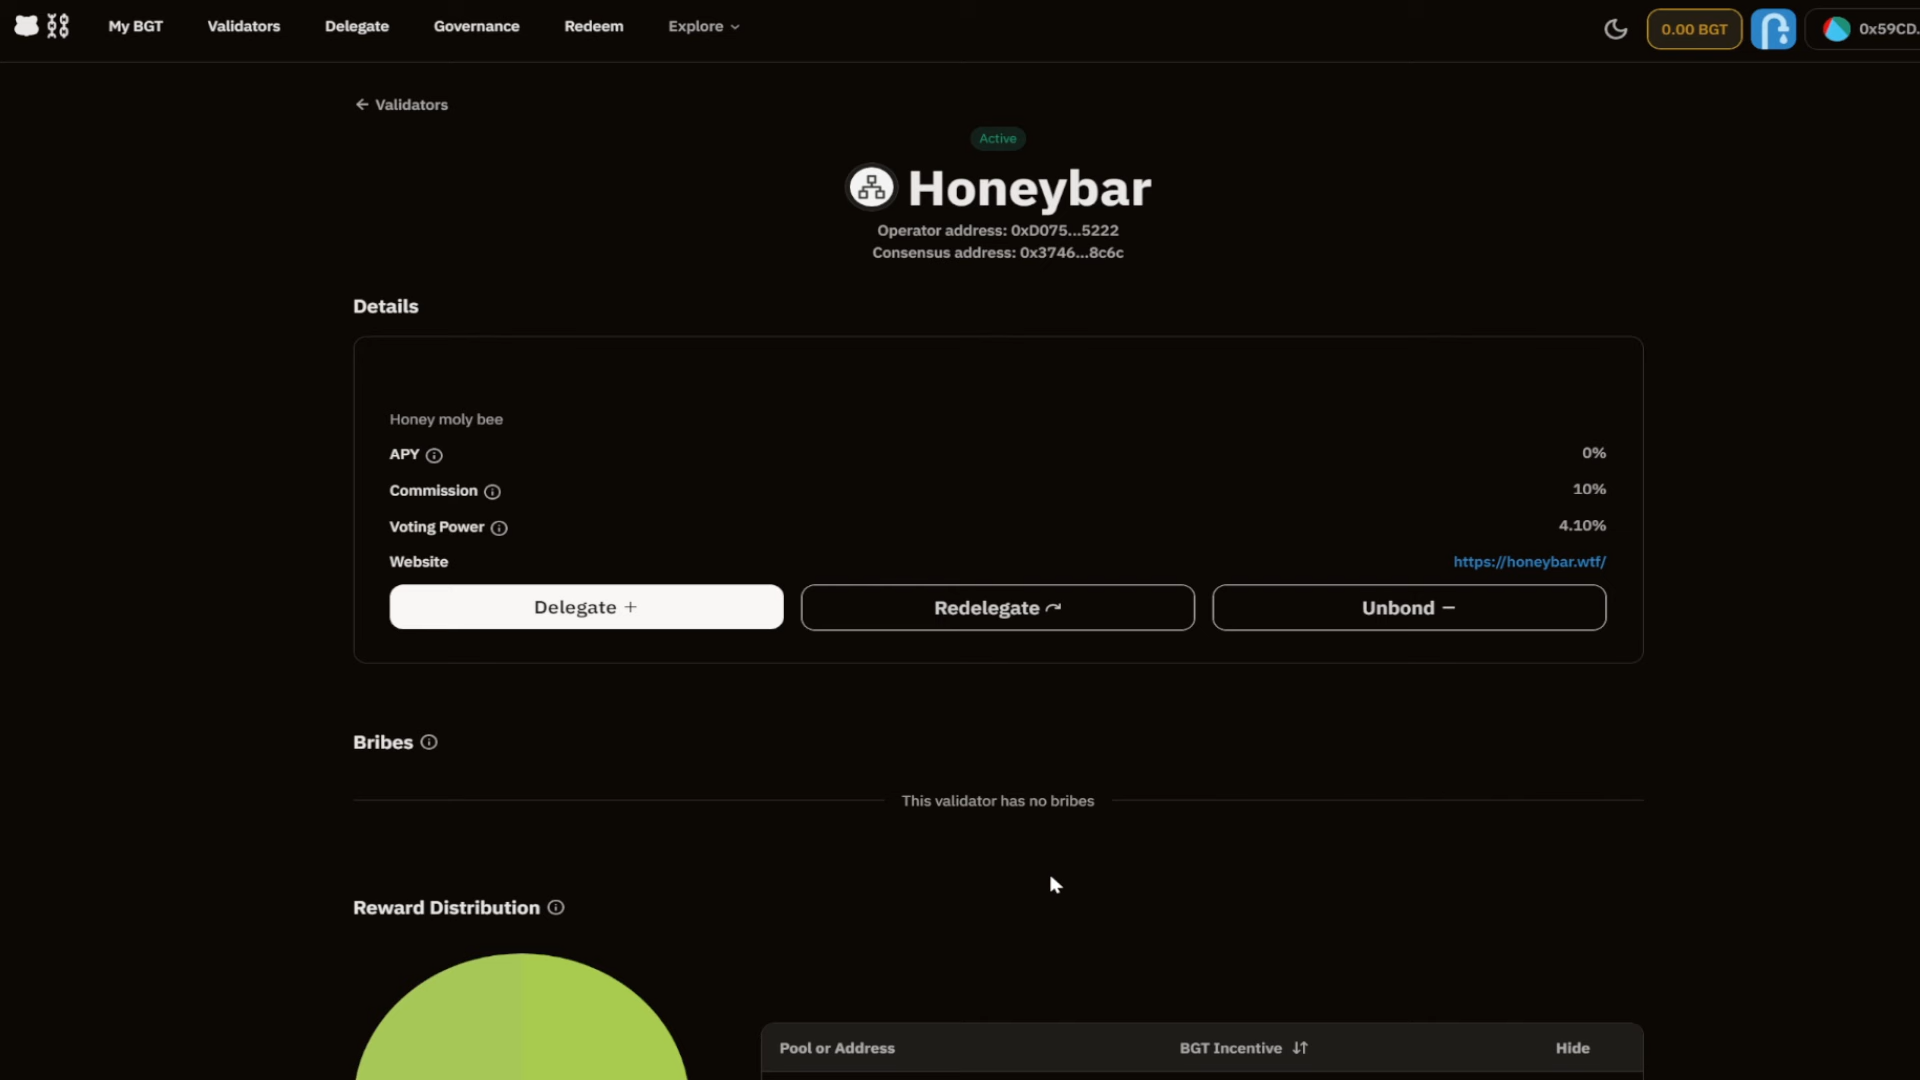 My BGT
Validators
Delegate
Governance
Redeem
Explore
0.00 BGT
0x59CD.
← Validators
Active
Honeybar
Operator address: 0xD075...5222
Consensus address: 0x3746...8c6c
Details
Honey moly bee
APY
0%
Commission
10%
Voting Power
4.10%
Website
https://honeybar.wtf/
Delegate +
Redelegate
Unbond −
Bribes
This validator has no bribes
Reward Distribution
Pool or Address
BGT Incentive
Hide